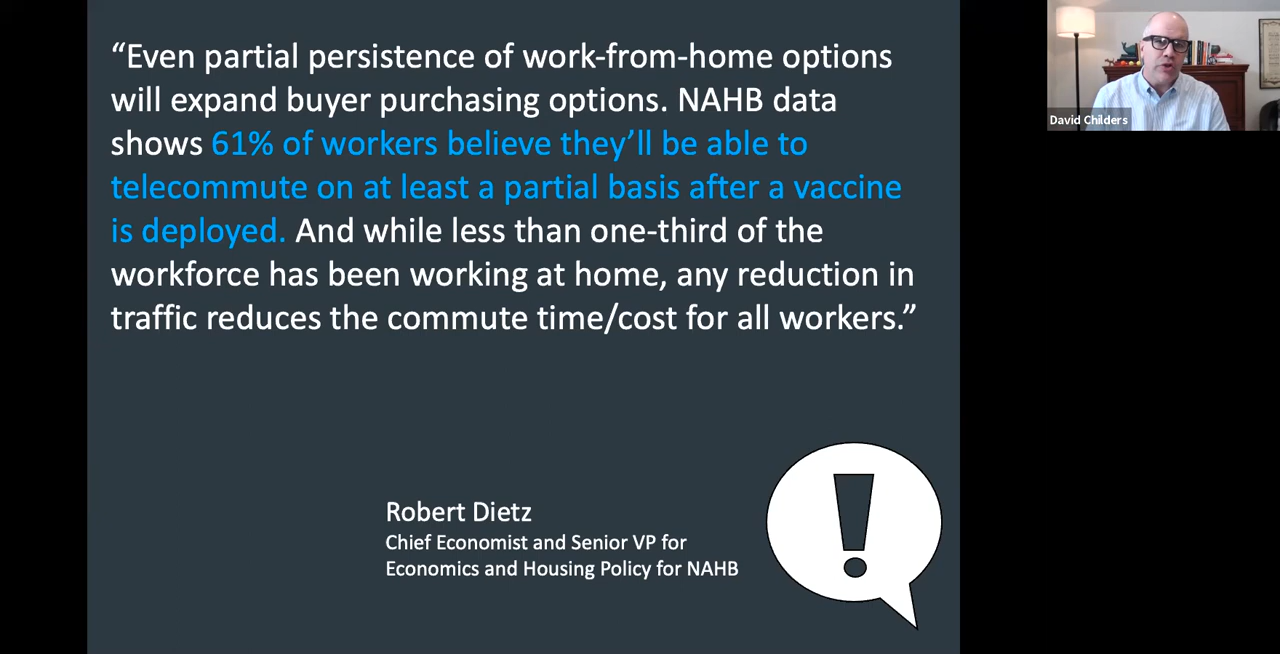 “Even partial persistence of work-from-home options
will expand buyer purchasing options. NAHB data
shows 61% of workers believe they’ll be able to
telecommute on at least a partial basis after a vaccine
is deployed. And while less than one-third of the
workforce has been working at home, any reduction in
traffic reduces the commute time/cost for all workers.”
Robert Dietz
Chief Economist and Senior VP for
Economics and Housing Policy for NAHB
David Childers